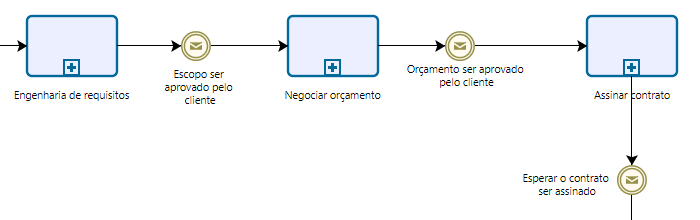 Engenharia de requisitos
Escopo ser
aprovado pelo
cliente
Negociar orçamento
Orçamento ser aprovado
pelo cliente
Assinar contrato
Esperar o contrato
ser assinado